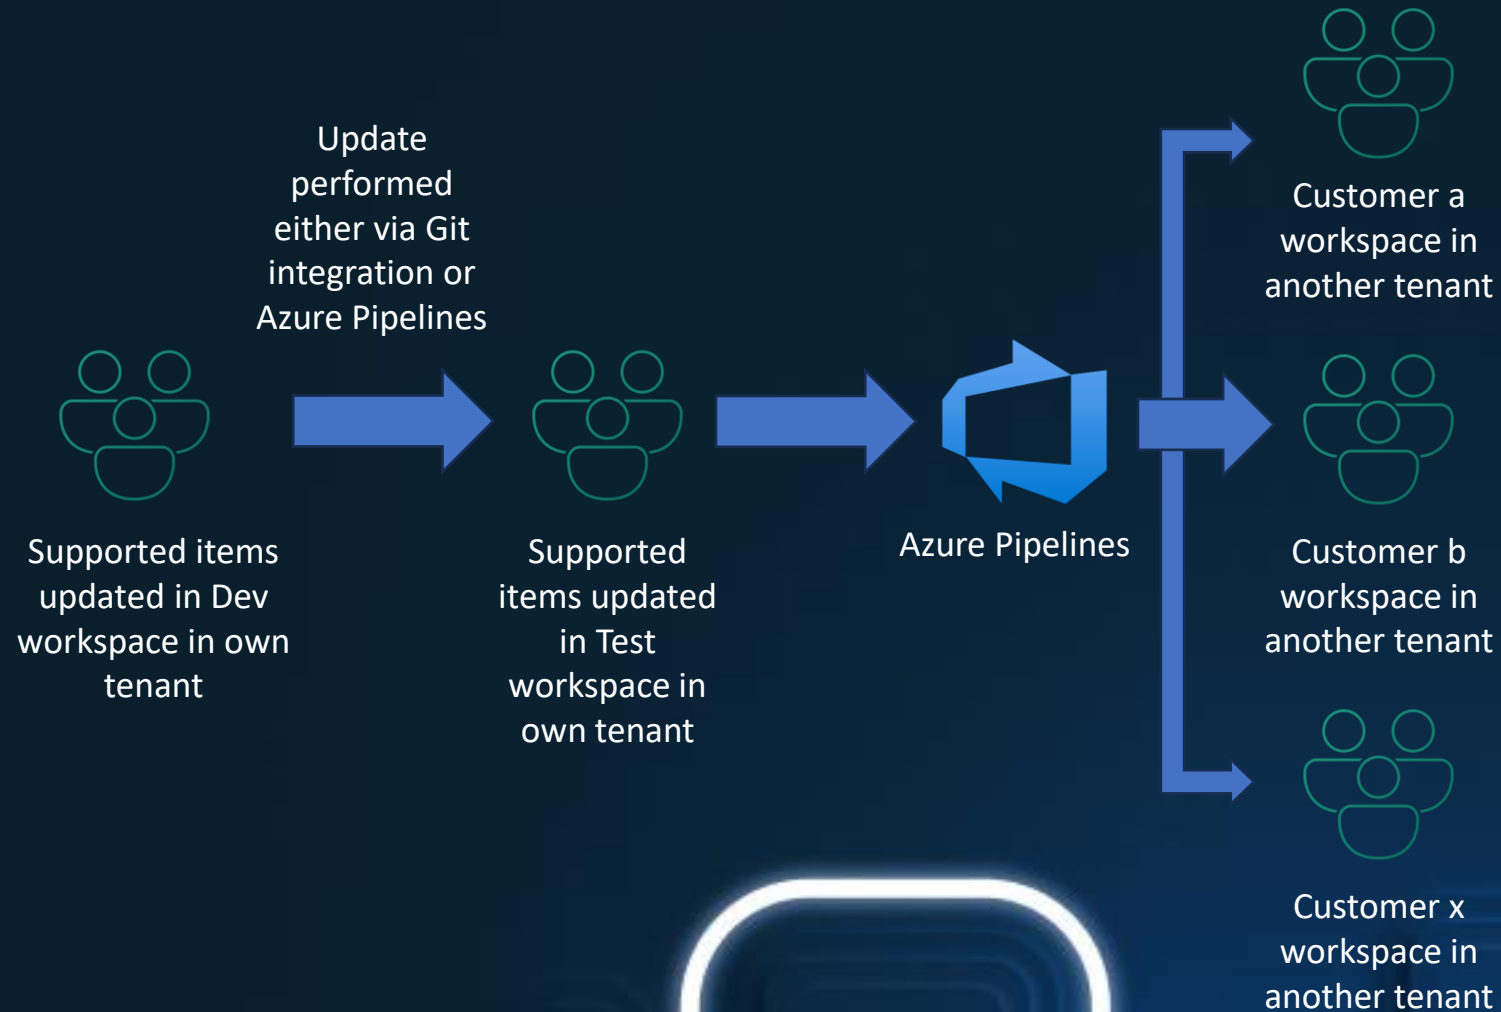 Update
performed
either via Git
integration or
Azure Pipelines
Supported items
updated in Dev
workspace in own
tenant
Supported
items updated
in Test
workspace in
own tenant
Azure Pipelines
Customer a
workspace in
another tenant
Customer b
workspace in
another tenant
Customer x
workspace in
another tenant